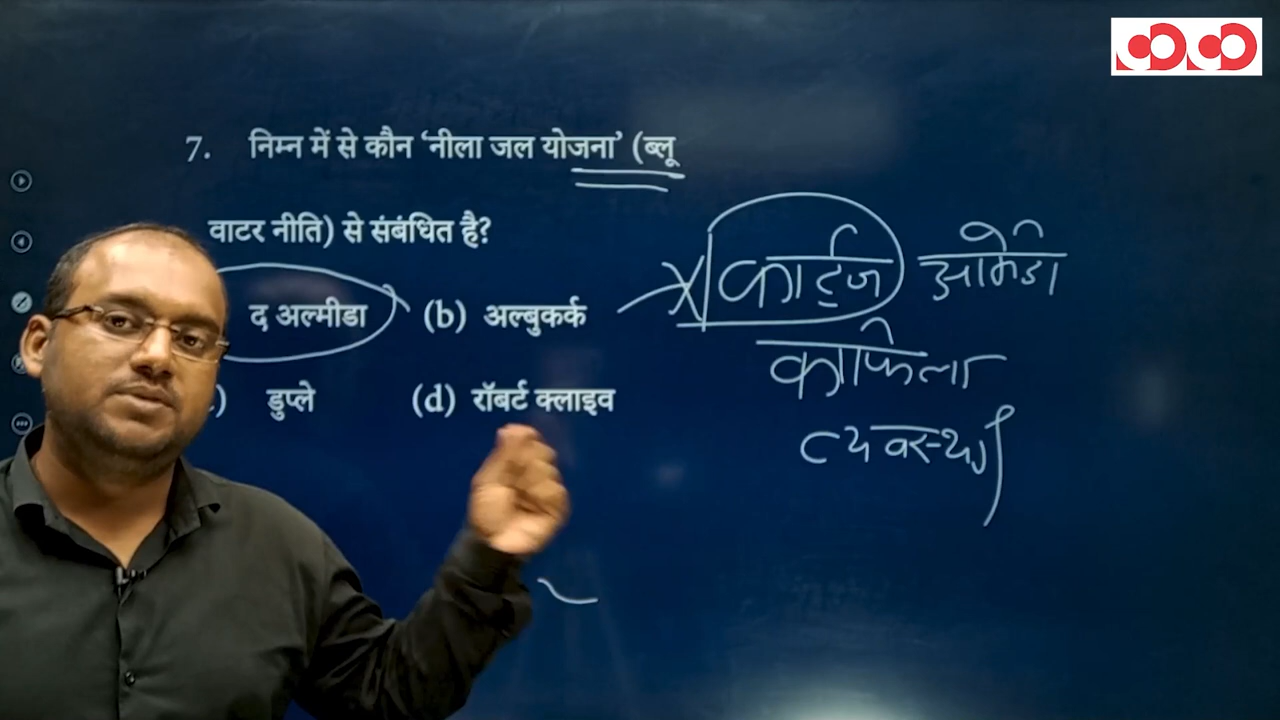 7. निम्न में से कौन ‘नीला जल योजना’ (ब्लू
वाटर नीति) से संबंधित है?
द अल्मीडा (b) अल्बुकर्क
डुप्ले (d) रॉबर्ट क्लाइव
कार्टज आर्मेडा
काफिला
व्यवस्था